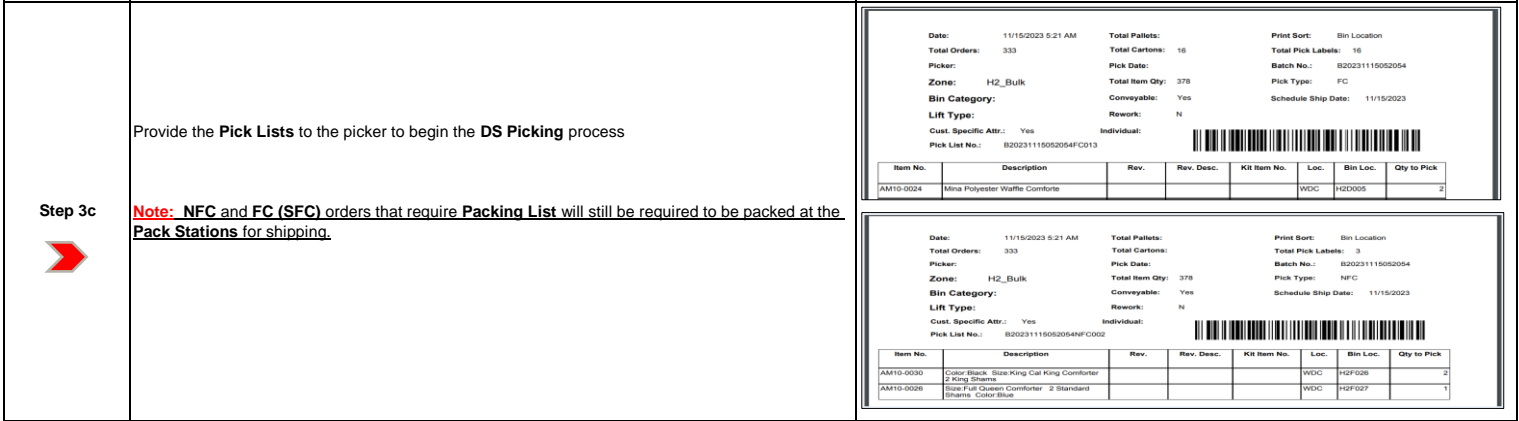 Step 3c
Provide the Pick Lists to the picker to begin the DS Picking process
Note: NFC and FC (SFC) orders that require Packing List will still be required to be packed at the
Pack Stations for shipping.
Date: 11/15/2023 5:21 AM Total Pallets: Print Sort: Bin Location
Total Orders: 333 Total Cartons: 16 Total Pick Labels: 16
Picker: Pick Date: Batch No.: B20231115052054
Zone: H2_Bulk Total Item Qty: 378 Pick Type: FC
Bin Category: Conveyable: Yes Schedule Ship Date: 11/15/2023
Lift Type: Rework: N
Cust. Specific Attr.: Yes Individual:
Pick List No.: B20231115052054FC013
Item No. Description Rev. Rev. Desc. Kit Item No. Loc. Bin Loc. Qty to Pick
AM10-0024 Mina Polyester Waffle Comforte WDC H2D005 2
Date: 11/15/2023 5:21 AM Total Pallets: Print Sort: Bin Location
Total Orders: 333 Total Cartons: Total Pick Labels: 3
Picker: Pick Date: Batch No.: B20231115052054
Zone: H2_Bulk Total Item Qty: 378 Pick Type: NFC
Bin Category: Conveyable: Yes Schedule Ship Date: 11/15/2023
Lift Type: Rework: N
Cust. Specific Attr.: Yes Individual:
Pick List No.: B20231115052054NFC002
Item No. Description Rev. Rev. Desc. Kit Item No. Loc. Bin Loc. Qty to Pick
AM10-0030 Color:Black Size:King Cal King Comforter WDC H2F026 2
2 King Shams
AM10-0026 Size:Full Queen Comforter 2 Standard WDC H2F027 1
Shams Color:Blue